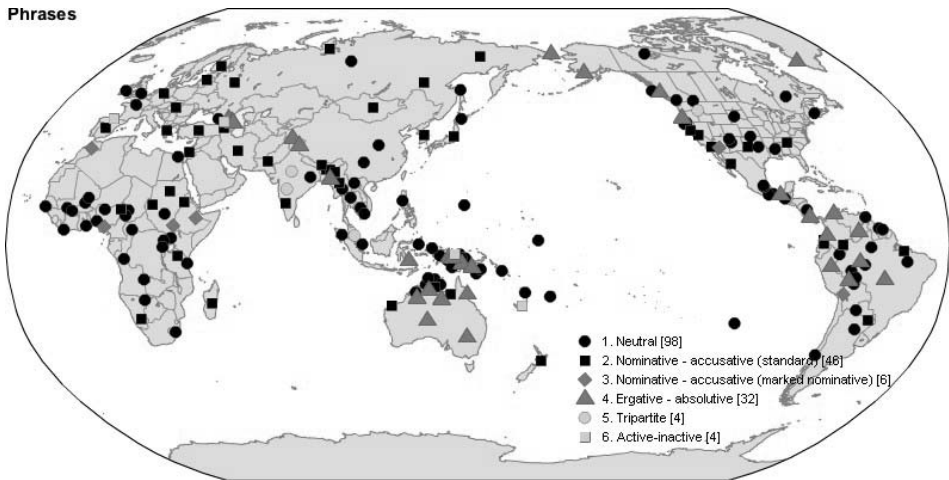 Phrases
1. Neutral [98]
2. Nominative - accusative (standard) [46]
3. Nominative - accusative (marked nominative) [6]
4. Ergative - absolutive [32]
5. Tripartite [4]
6. Active-inactive [4]